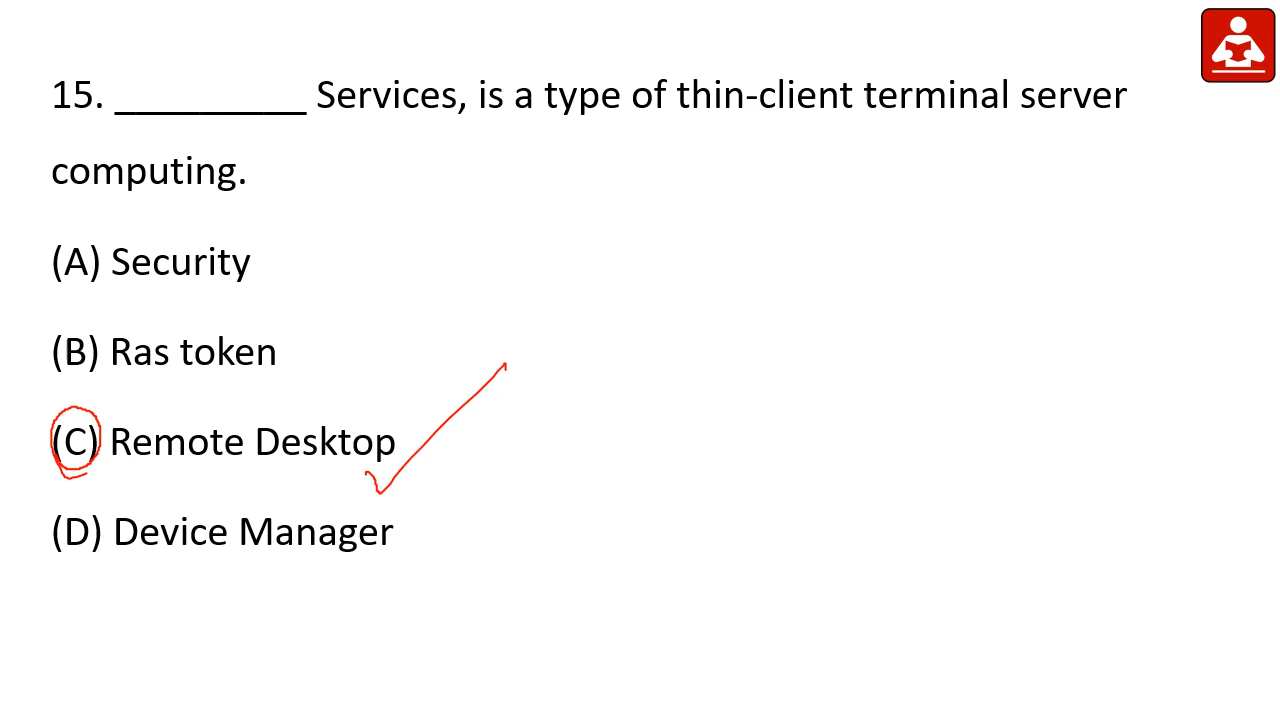 15. _________ Services, is a type of thin-client terminal server
computing.
(A) Security
(B) Ras token
(C) Remote Desktop
(D) Device Manager